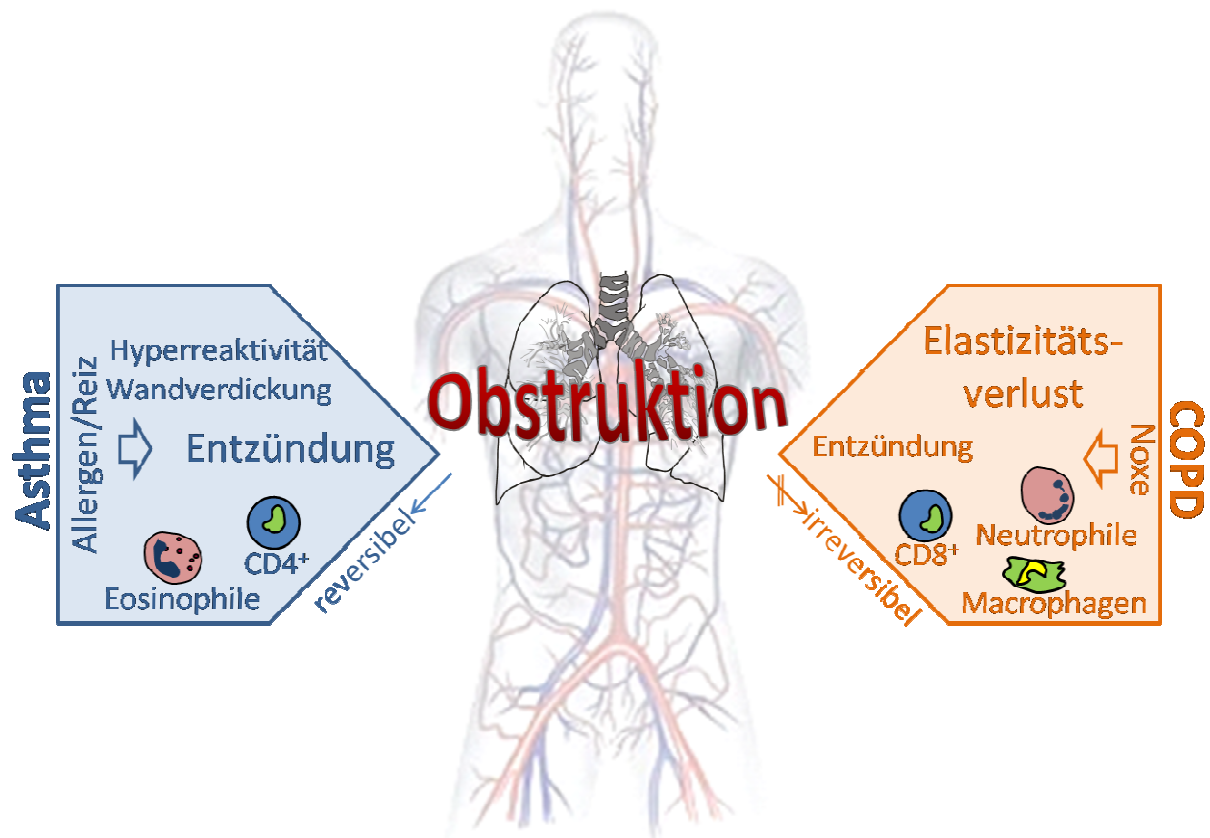 Asthma
Allergen/Reiz
Hyperreaktivität
Wandverdickung
Entzündung
CD4⁺
Eosinophile
reversibel
Obstruktion
Elastizitäts-
verlust
Entzündung
Noxe
COPD
Neutrophile
CD8⁺
Macrophagen
irreversibel